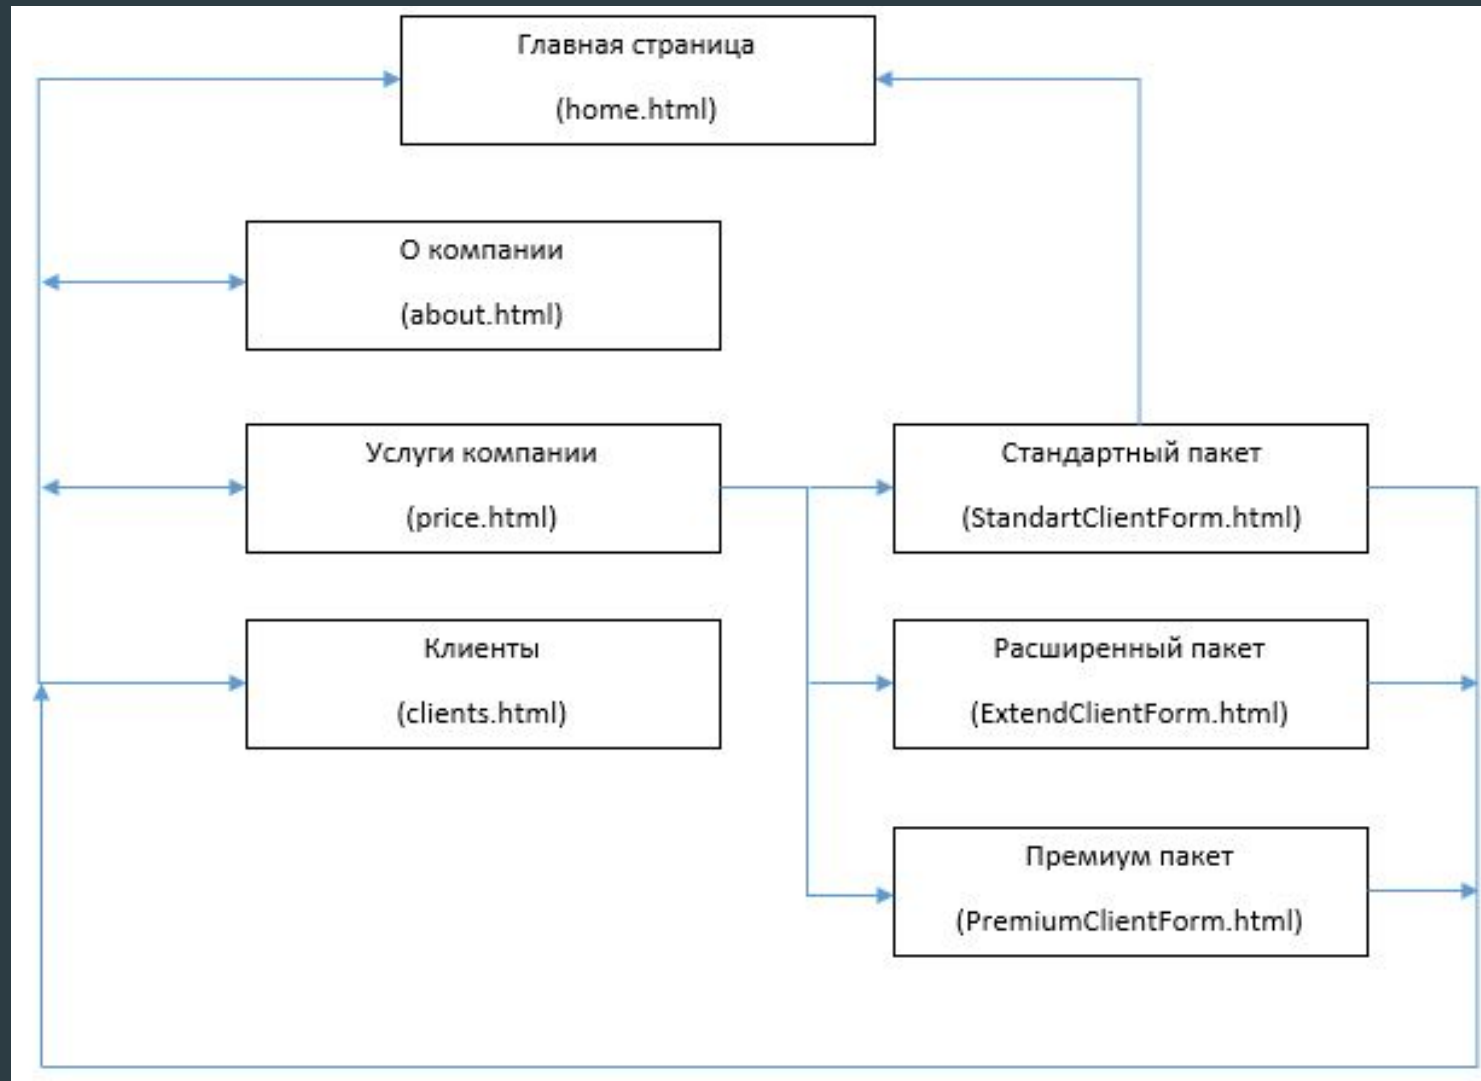 Главная страница
(home.html)
О компании
(about.html)
Услуги компании
(price.html)
Стандартный пакет
(StandartClientForm.html)
Клиенты
(clients.html)
Расширенный пакет
(ExtendClientForm.html)
Премиум пакет
(PremiumClientForm.html)